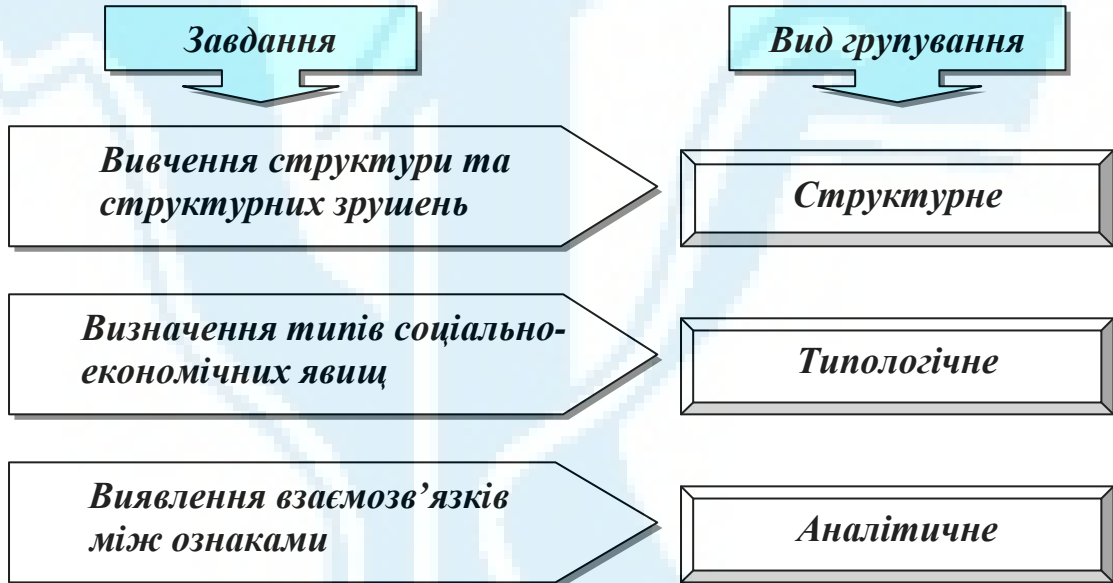 Завдання
Вид групування
Вивчення структури та
структурних зрушень
Структурне
Визначення типів соціально-
економічних явищ
Типологічне
Виявлення взаємозв’язків
між ознаками
Аналітичне